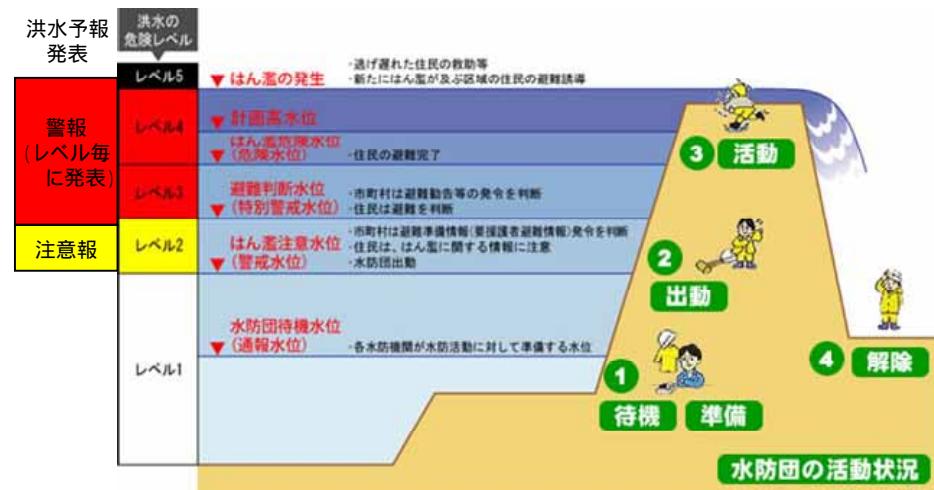 洪水予報
発表
洪水の
危険レベル
レベル5
▼はん濫の発生
・逃げ遅れた住民の救助等
・新たにはん濫が及ぶ区域の住民の避難誘導
警報
(レベル毎
に発表)
レベル4
▼計画高水位
はん濫危険水位
▼(危険水位)
・住民の避難完了
3 活動
レベル3
避難判断水位
▼(特別警戒水位)
・市町村は避難勧告等の発令を判断
・住民は避難を判断
注意報
レベル2
はん濫注意水位
▼(警戒水位)
・市町村は避難準備情報(要援護者避難情報)発令を判断
・住民は、はん濫に関する情報に注意
・水防団出動
2
出動
レベル1
水防団待機水位
▼(通報水位)
・各水防機関が水防活動に対して準備する水位
1
待機 準備
4 解除
水防団の活動状況